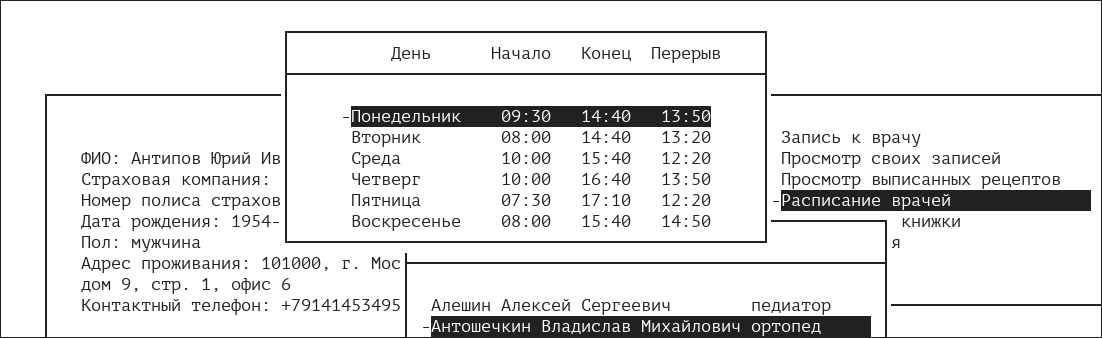 День Начало Конец Перерыв
-Понедельник 09:30 14:40 13:50
Вторник 08:00 14:40 13:20
Среда 10:00 15:40 12:20
Четверг 10:00 16:40 13:50
Пятница 07:30 17:10 12:20
Воскресенье 08:00 15:40 14:50
ФИО: Антипов Юрий Ив
Страховая компания:
Номер полиса страхов
Дата рождения: 1954-
Пол: мужчина
Адрес проживания: 101000, г. Мос
дом 9, стр. 1, офис 6
Контактный телефон: +79141453495
Запись к врачу
Просмотр своих записей
Просмотр выписанных рецептов
-Расписание врачей
книжки
я
Алешин Алексей Сергеевич педиатор
-Антошечкин Владислав Михайлович ортопед